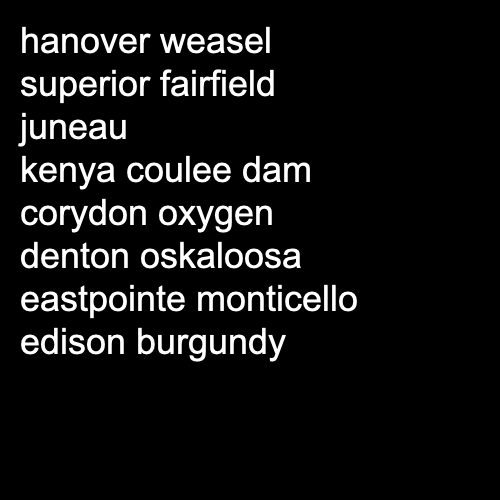 hanover weasel
superior fairfield
juneau
kenya coulee dam
corydon oxygen
denton oskaloosa
eastpointe monticello
edison burgundy